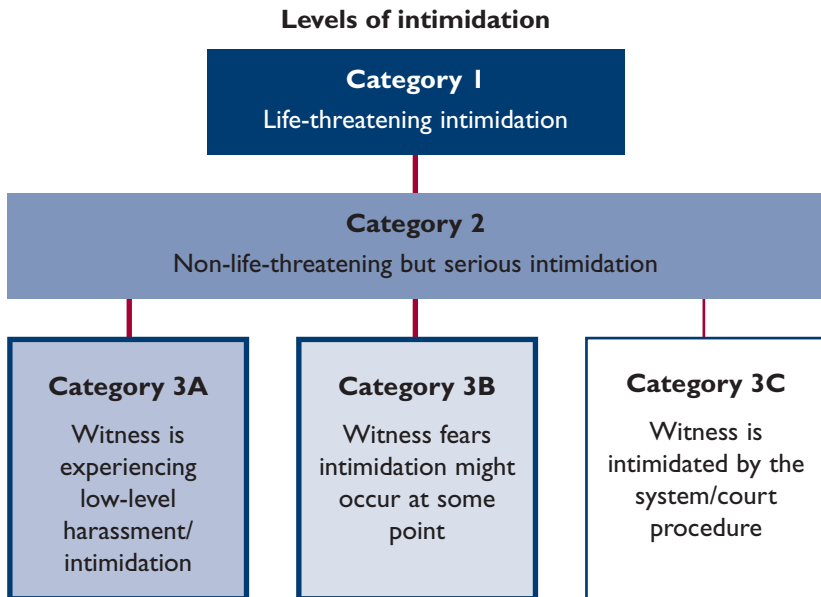 Levels of intimidation
Category 1
Life-threatening intimidation
Category 2
Non-life-threatening but serious intimidation
Category 3A
Witness is
experiencing
low-level
harassment/
intimidation
Category 3B
Witness fears
intimidation might
occur at some
point
Category 3C
Witness is
intimidated by the
system/court
procedure